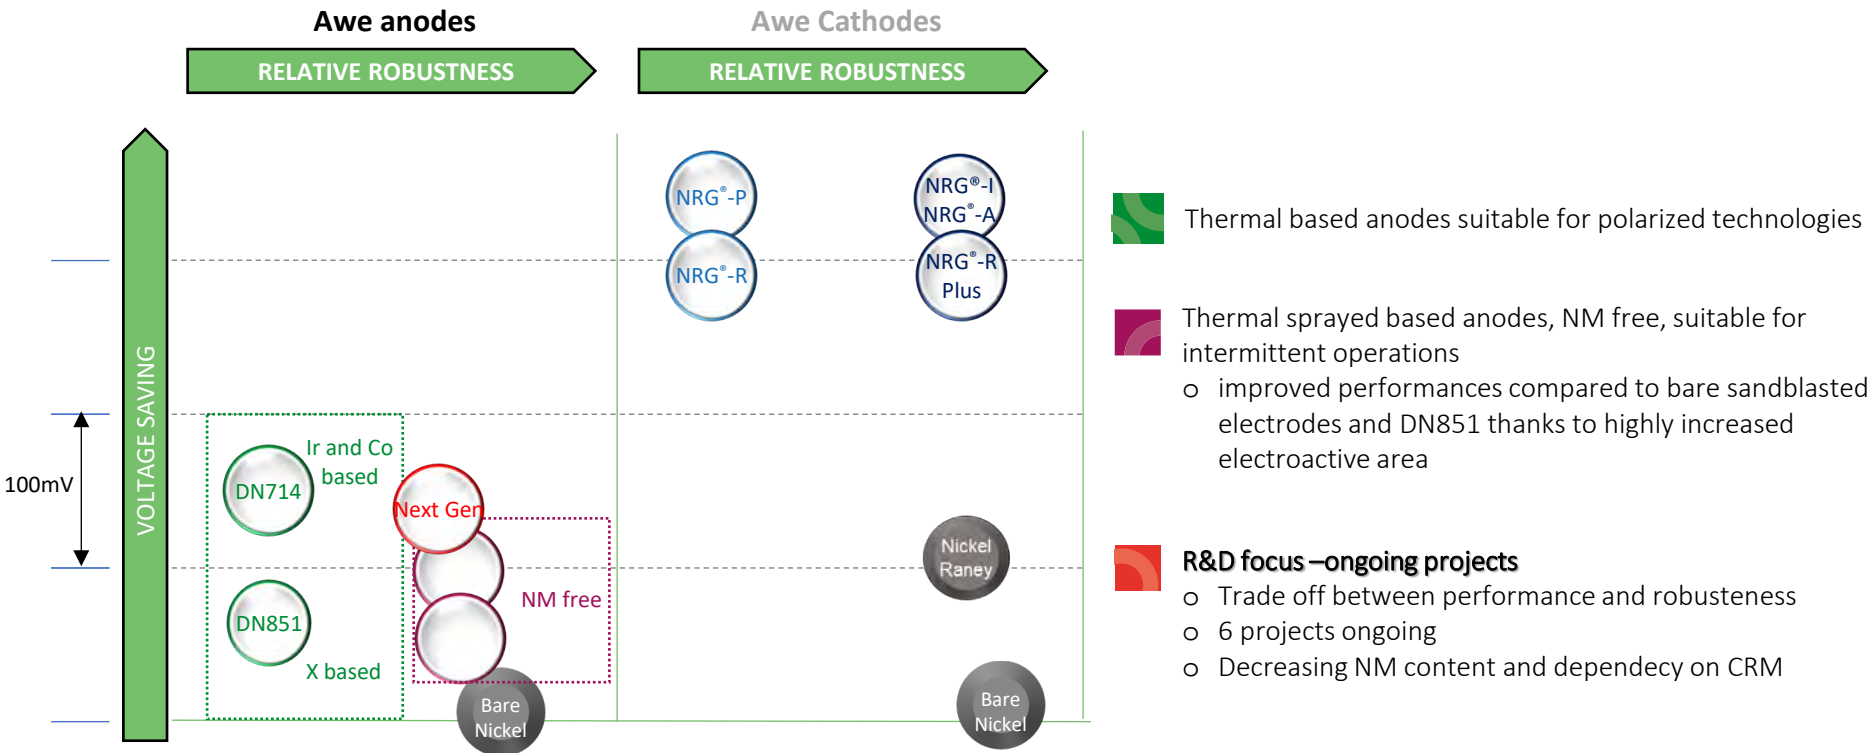 Awe anodes
Awe Cathodes
RELATIVE ROBUSTNESS
RELATIVE ROBUSTNESS
VOLTAGE SAVING
100mV
Ir and Co
based
DN714
Next Gen
DN851
X based
NM free
Bare
Nickel
NRG®-P
NRG®-R
NRG®-I
NRG®-A
NRG®-R
Plus
Nickel
Raney
Bare
Nickel
Thermal based anodes suitable for polarized technologies
Thermal sprayed based anodes, NM free, suitable for
intermittent operations
o improved performances compared to bare sandblasted
electrodes and DN851 thanks to highly increased
electroactive area
R&D focus –ongoing projects
o Trade off between performance and robusteness
o 6 projects ongoing
o Decreasing NM content and dependecy on CRM